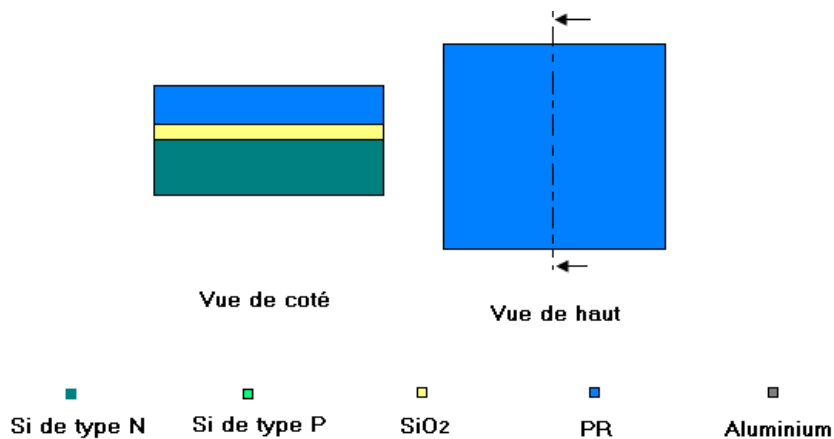 Vue de coté
Vue de haut
Si de type N
Si de type P
SiO2
PR
Aluminium